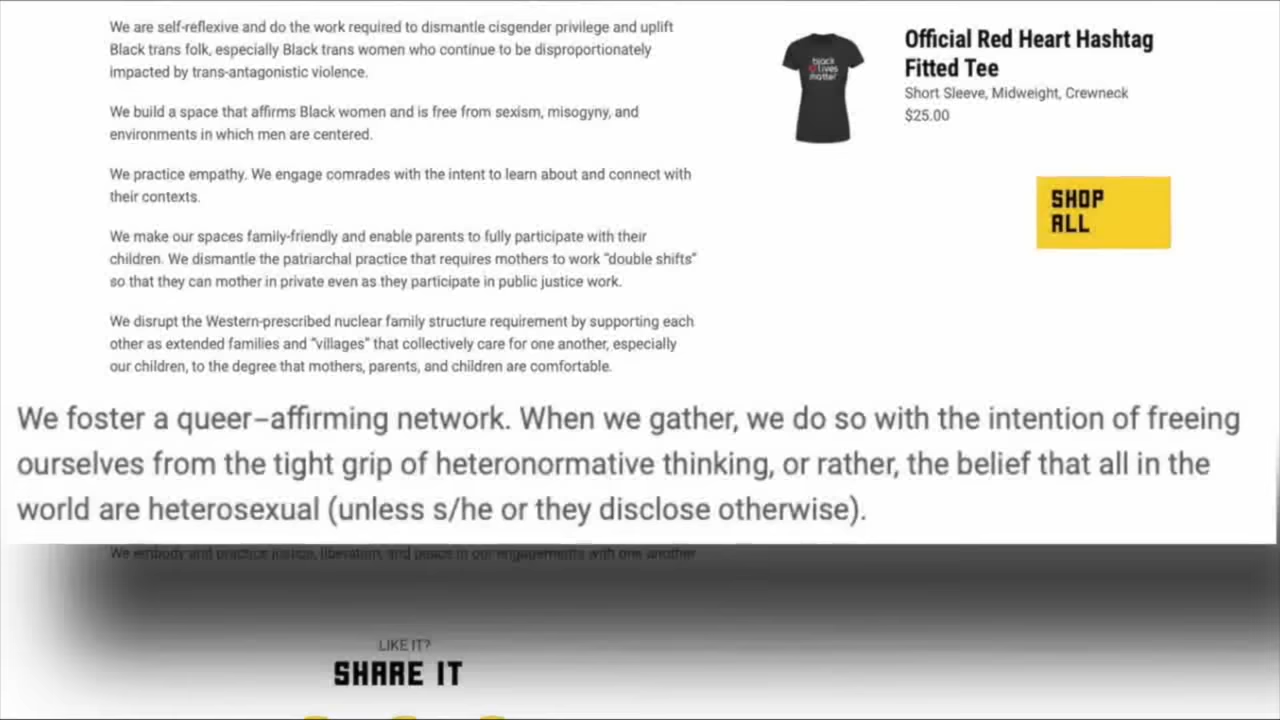 We are self-reflexive and do the work required to dismantle cisgender privilege and uplift
Black trans folk, especially Black trans women who continue to be disproportionately
impacted by trans-antagonistic violence.
We build a space that affirms Black women and is free from sexism, misogyny, and
environments in which men are centered.
We practice empathy. We engage comrades with the intent to learn about and connect with
their contexts.
We make our spaces family-friendly and enable parents to fully participate with their
children. We dismantle the patriarchal practice that requires mothers to work “double shifts”
so that they can mother in private even as they participate in public justice work.
We disrupt the Western-prescribed nuclear family structure requirement by supporting each
other as extended families and “villages” that collectively care for one another, especially
our children, to the degree that mothers, parents, and children are comfortable.
We foster a queer–affirming network. When we gather, we do so with the intention of freeing
ourselves from the tight grip of heteronormative thinking, or rather, the belief that all in the
world are heterosexual (unless s/he or they disclose otherwise).
We embody and practice justice, liberation, and peace in our engagements with one another
LIKE IT?
SHARE IT
black
lives
matter
Official Red Heart Hashtag
Fitted Tee
Short Sleeve, Midweight, Crewneck
$25.00
SHOP
ALL